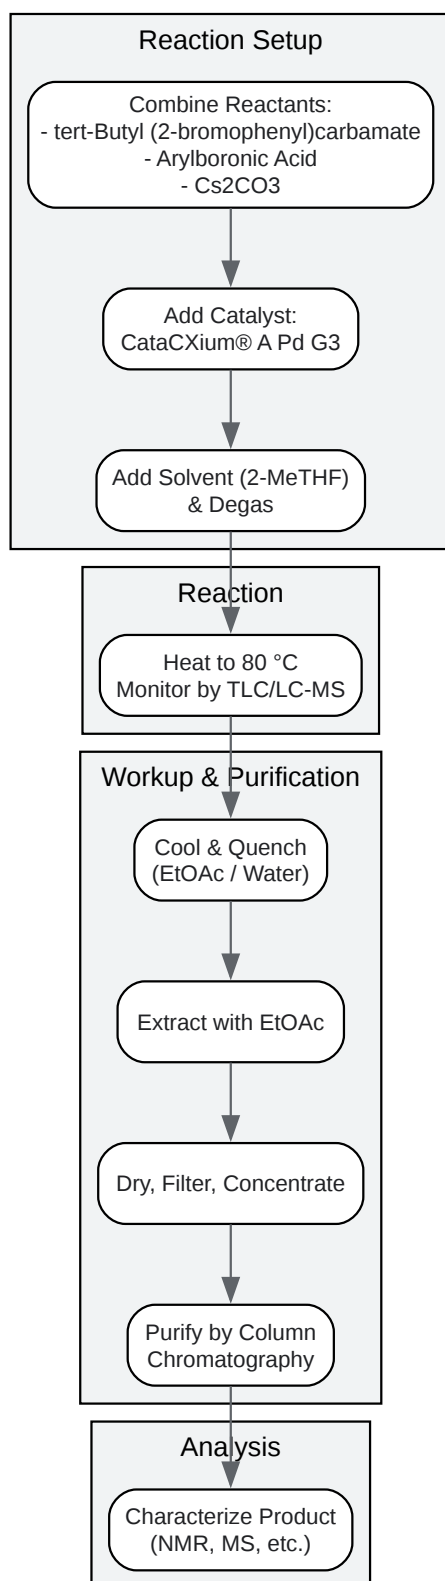 Reaction Setup
Combine Reactants:
- tert-Butyl (2-bromophenyl)carbamate
- Arylboronic Acid
- Cs2CO3
Add Catalyst:
CataCXium® A Pd G3
Add Solvent (2-MeTHF)
& Degas
Reaction
Heat to 80 °C
Monitor by TLC/LC-MS
Workup & Purification
Cool & Quench
(EtOAc / Water)
Extract with EtOAc
Dry, Filter, Concentrate
Purify by Column
Chromatography
Analysis
Characterize Product
(NMR, MS, etc.)